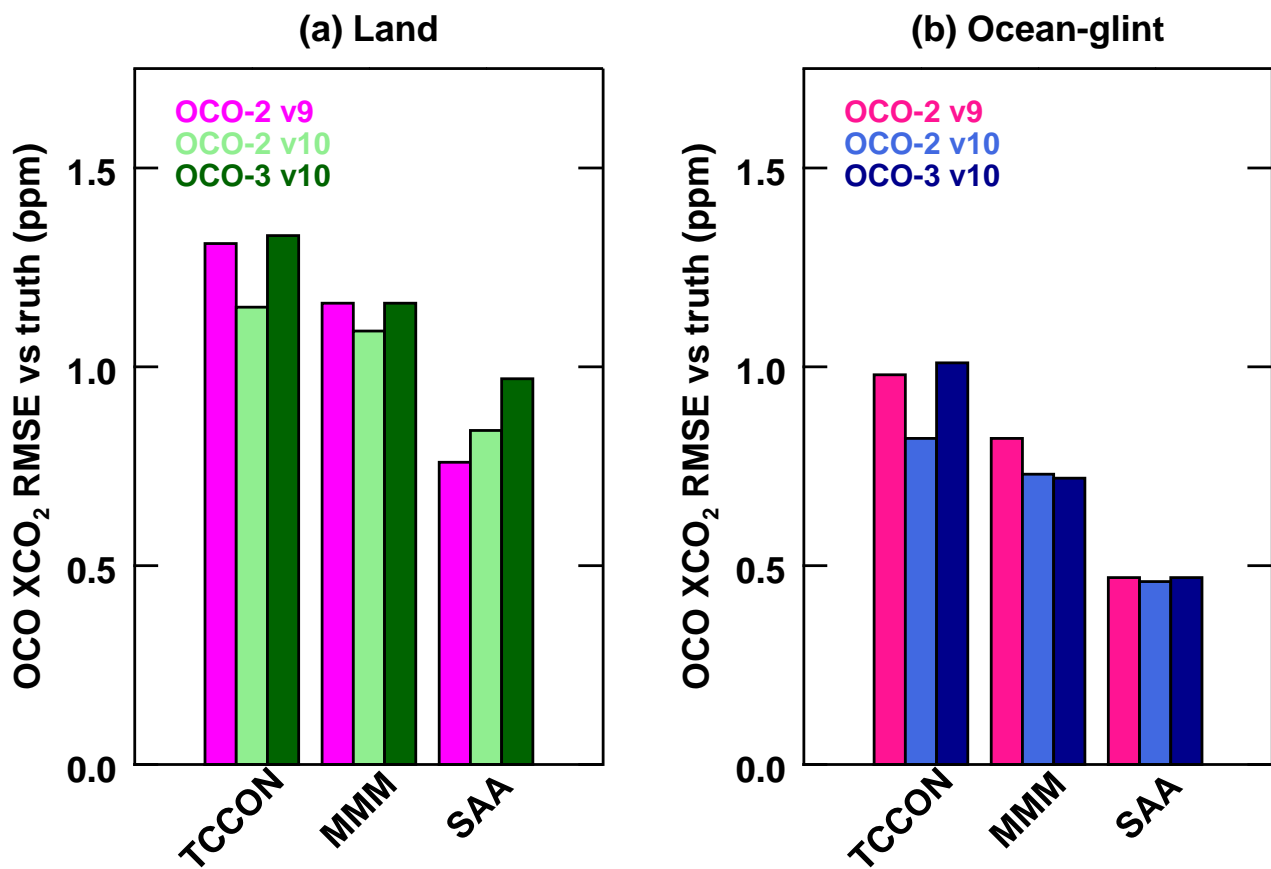 (a) Land
OCO-2 v9
OCO-2 v10
OCO-3 v10
OCO XCO₂ RMSE vs truth (ppm)
1.5
1.0
0.5
0.0
TCCON
MMM
SAA
(b) Ocean-glint
OCO-2 v9
OCO-2 v10
OCO-3 v10
OCO XCO₂ RMSE vs truth (ppm)
1.5
1.0
0.5
0.0
TCCON
MMM
SAA